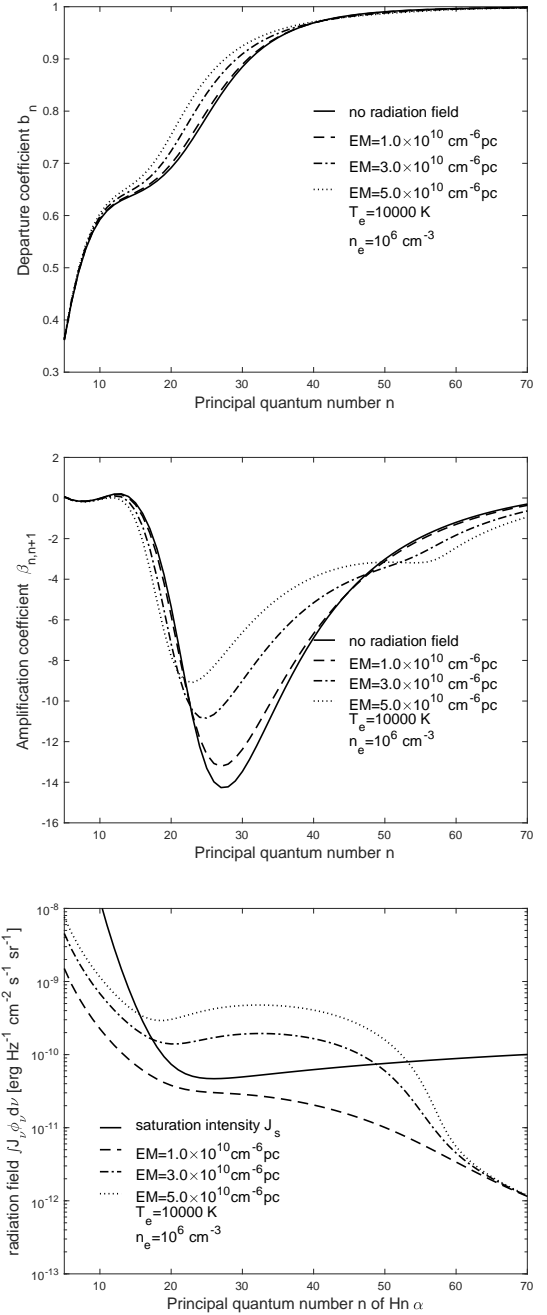 1
0.9
0.8
0.7
0.6
0.5
0.4
0.3
Departure coefficient b_n
no radiation field
EM=1.0×10^10 cm^-6pc
EM=3.0×10^10 cm^-6pc
EM=5.0×10^10 cm^-6pc
T_e=10000 K
n_e=10^6 cm^-3
10 20 30 40 50 60 70
Principal quantum number n
2
0
-2
-4
-6
-8
-10
-12
-14
-16
Amplification coefficient β_n,n+1
no radiation field
EM=1.0×10^10 cm^-6pc
EM=3.0×10^10 cm^-6pc
EM=5.0×10^10 cm^-6pc
T_e=10000 K
n_e=10^6 cm^-3
10 20 30 40 50 60 70
Principal quantum number n
10^-8
10^-9
10^-10
10^-11
10^-12
10^-13
radiation field ∫J_ν ϕ_ν dν [erg Hz^-1 cm^-2 s^-1 sr^-1]
saturation intensity J_s
EM=1.0×10^10cm^-6pc
EM=3.0×10^10cm^-6pc
EM=5.0×10^10cm^-6pc
T_e=10000 K
n_e=10^6 cm^-3
10 20 30 40 50 60 70
Principal quantum number n of Hn α